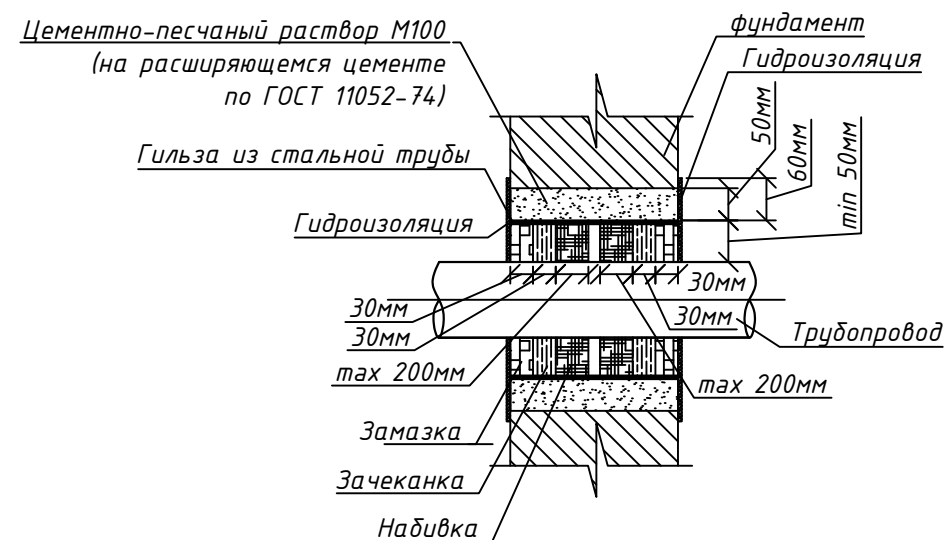 Цементно-песчаный раствор М100
(на расширяющемся цементе
по ГОСТ 11052-74)
фундамент
Гидроизоляция
50мм
60мм
min 50мм
Гильза из стальной трубы
Гидроизоляция
30мм
30мм
30мм
30мм
Трубопровод
max 200мм
max 200мм
Замазка
Зачеканка
Набивка